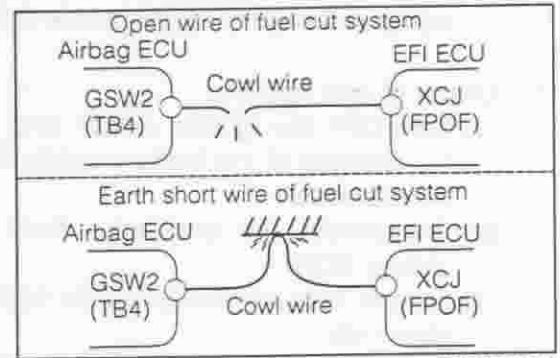 Open wire of fuel cut system
Airbag ECU EFI ECU
Cowl wire
GSW2 XCJ
(TB4) (FPOF)
Earth short wire of fuel cut system
Airbag ECU EFI ECU
GSW2 XCJ
(TB4) Cowl wire (FPOF)